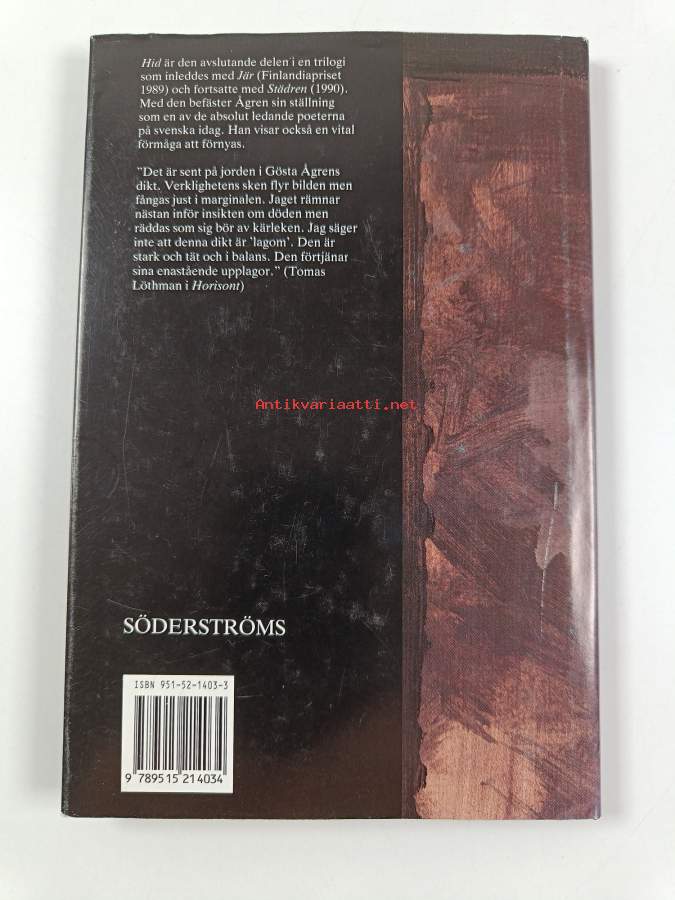 Hid är den avslutande delen i en trilogi
som inleddes med Jär (Finlandiapriset
1989) och fortsatte med Städren (1990).
Med den befäster Ågren sin ställning
som en av de absolut ledande poeterna
på svenska idag. Han visar också en vital
förmåga att förnyas.
"Det är sent på jorden i Gösta Ågrens
dikt. Verklighetens sken flyr bilden men
fångas just i marginalen. Jaget rämnar
nästan inför insikten om döden men
räddas som sig bör av kärleken. Jag säger
inte att denna dikt är 'lagom'. Den är
stark och tät och i balans. Den förtjänar
sina enastående upplagor." (Tomas
Löthman i Horisont)
Antikvariaatti.net
SÖDERSTRÖMS
ISBN 951-52-1403-3
9 789515 214034